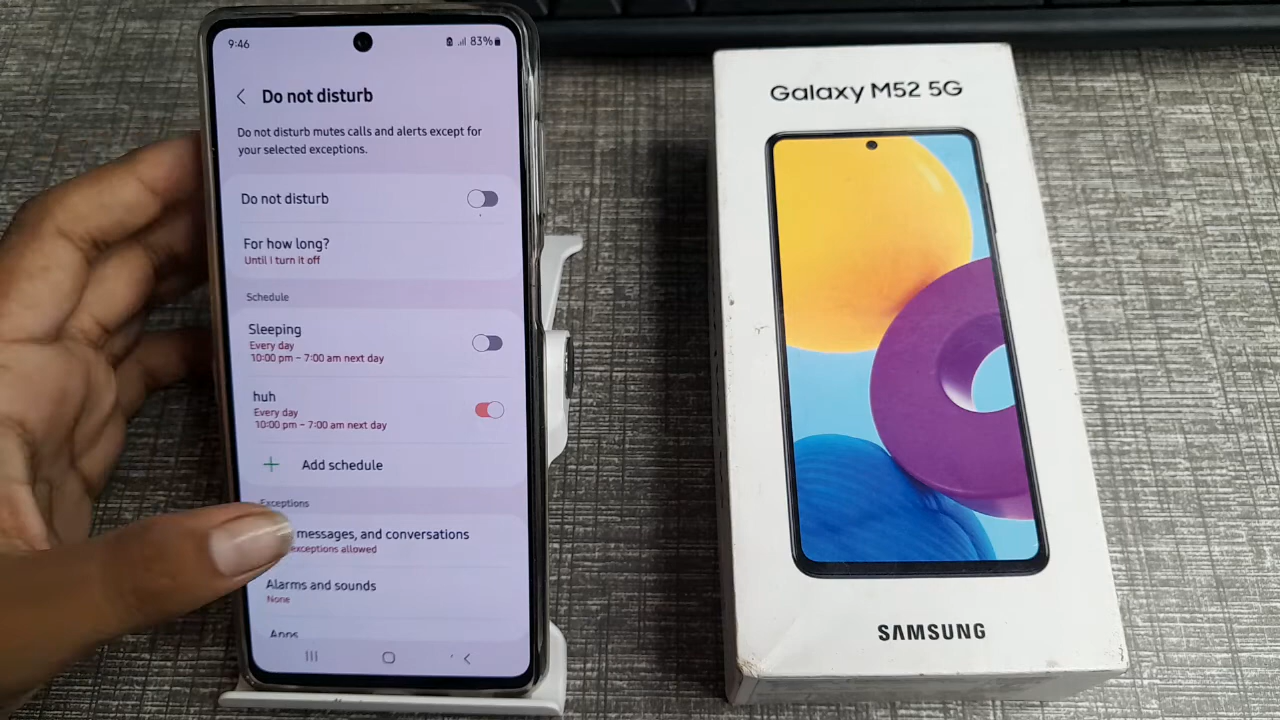 9:46
83%
Do not disturb
Do not disturb mutes calls and alerts except for
your selected exceptions.
Do not disturb
For how long?
Until I turn it off
Schedule
Sleeping
Every day
10:00 pm – 7:00 am next day
huh
Every day
10:00 pm – 7:00 am next day
+ Add schedule
Exceptions
messages, and conversations
exceptions allowed
Alarms and sounds
None
Apps
Galaxy M52 5G
SAMSUNG